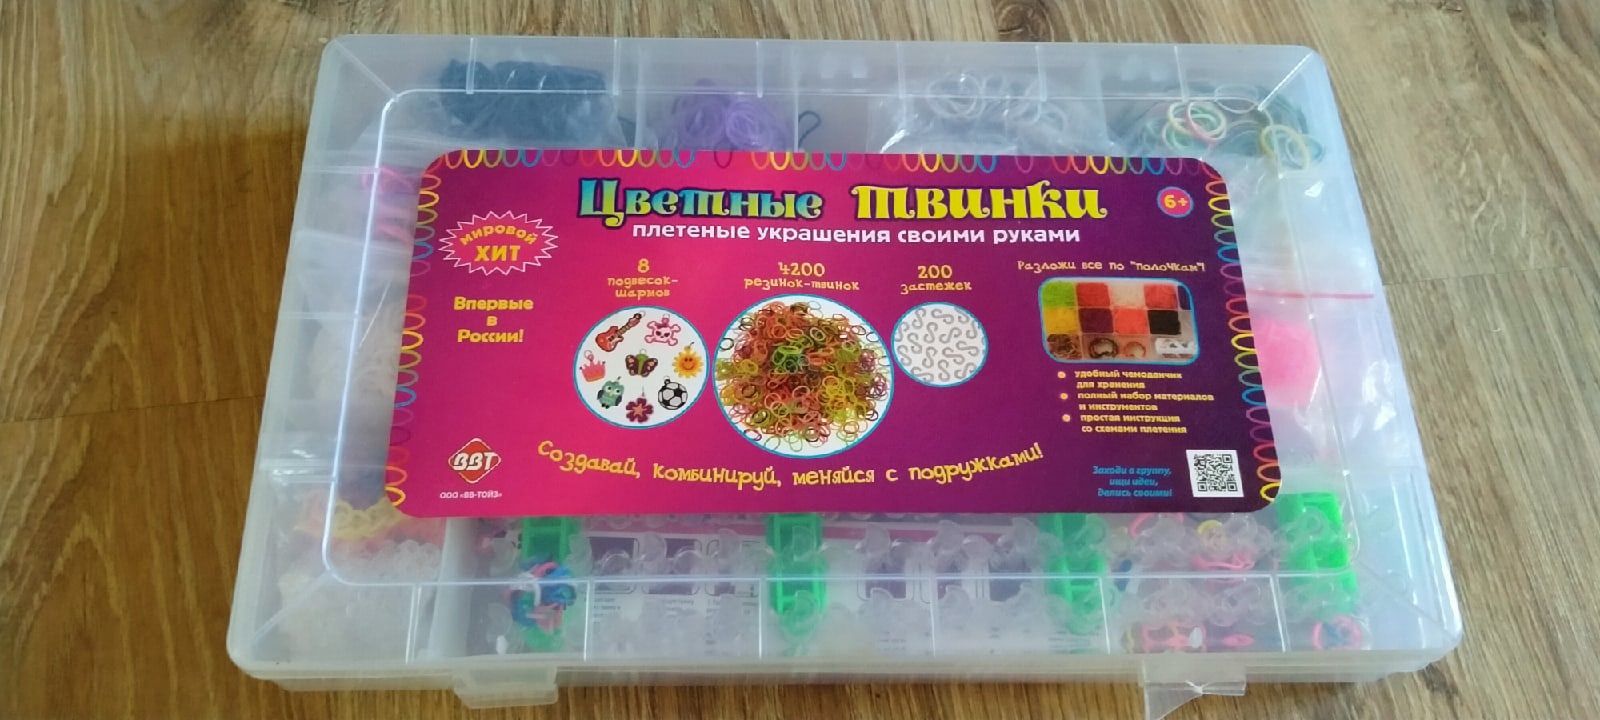 Цветные твинки
6+
плетеные украшения своими руками
мировой
ХИТ
Впервые
в
России!
8
подвесок-
шармов
4200
резинок-твинок
200
застежек
Разложи все по "полочкам"!
удобный чемоданчик
для хранения
полный набор материалов
и инструментов
простая инструкция
со схемами плетения
Создавай, комбинируй, меняйся с подружками!
ВВТ
ООО «ВВ-ТОЙЗ»
Заходи в группу,
ищи идеи,
делись своими!